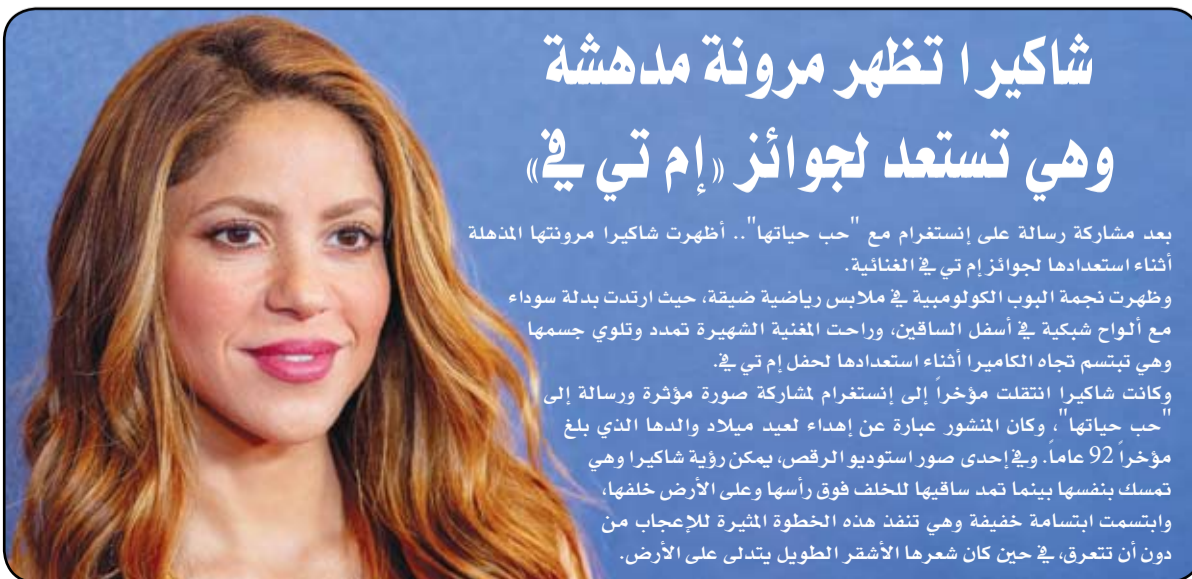 شاكيرا تظهر مرونة مدهشة
وهي تستعد لجوائز «إم تي في»
بعد مشاركة رسالة على إنستغرام مع "حب حياتها".. أظهرت شاكيرا مرونتها المذهلة
أثناء استعدادها لجوائز إم تي في الغنائية.
وظهرت نجمة البوب الكولومبية في ملابس رياضية ضيقة، حيث ارتدت بدلة سوداء
مع ألواح شبكية في أسفل الساقين، وراحت المغنية الشهيرة تمدد وتلوي جسمها
وهي تبتسم تجاه الكاميرا أثناء استعدادها لحفل إم تي في.
وكانت شاكيرا انتقلت مؤخراً إلى إنستغرام لمشاركة صورة مؤثرة ورسالة إلى
"حب حياتها"، وكان المنشور عبارة عن إهداء لعيد ميلاد والدها الذي بلغ
مؤخراً 92 عاماً. وفي إحدى صور استوديو الرقص، يمكن رؤية شاكيرا وهي
تمسك بنفسها بينما تمد ساقيها للخلف فوق رأسها وعلى الأرض خلفها،
وابتسمت ابتسامة خفيفة وهي تنفذ هذه الخطوة المثيرة للإعجاب من
دون أن تتعرق، في حين كان شعرها الأشقر الطويل يتدلى على الأرض.